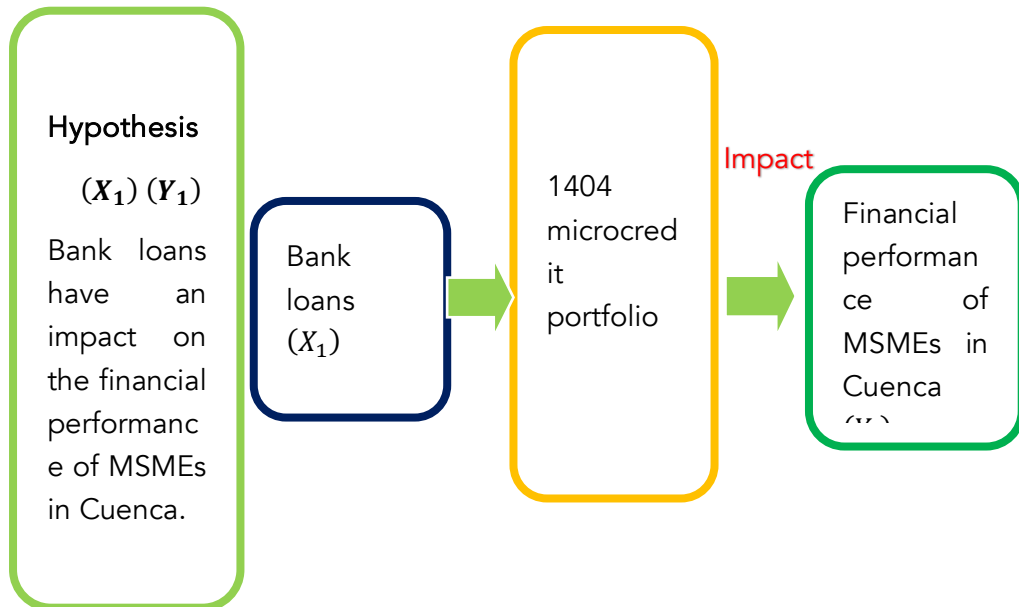 Hypothesis
(X₁) (Y₁)
Bank loans
have an
impact on
the financial
performanc
e of MSMEs
in Cuenca.
Bank
loans
(X₁)
1404
microcred
it
portfolio
Impact
Financial
performan
ce of
MSMEs in
Cuenca